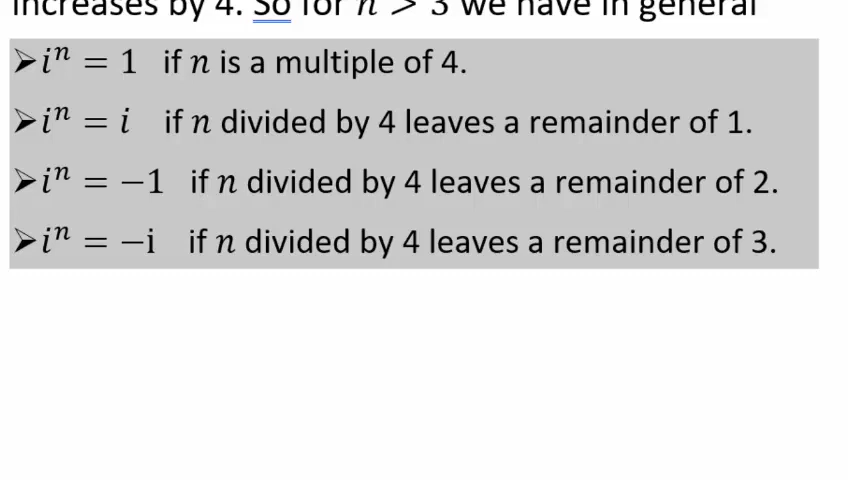 increases by 4. So for n > 3 we have in general
➢iⁿ = 1 if n is a multiple of 4.
➢iⁿ = i if n divided by 4 leaves a remainder of 1.
➢iⁿ = −1 if n divided by 4 leaves a remainder of 2.
➢iⁿ = −i if n divided by 4 leaves a remainder of 3.